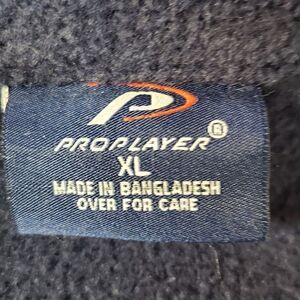 PROPLAYER®
XL
MADE IN BANGLADESH
OVER FOR CARE